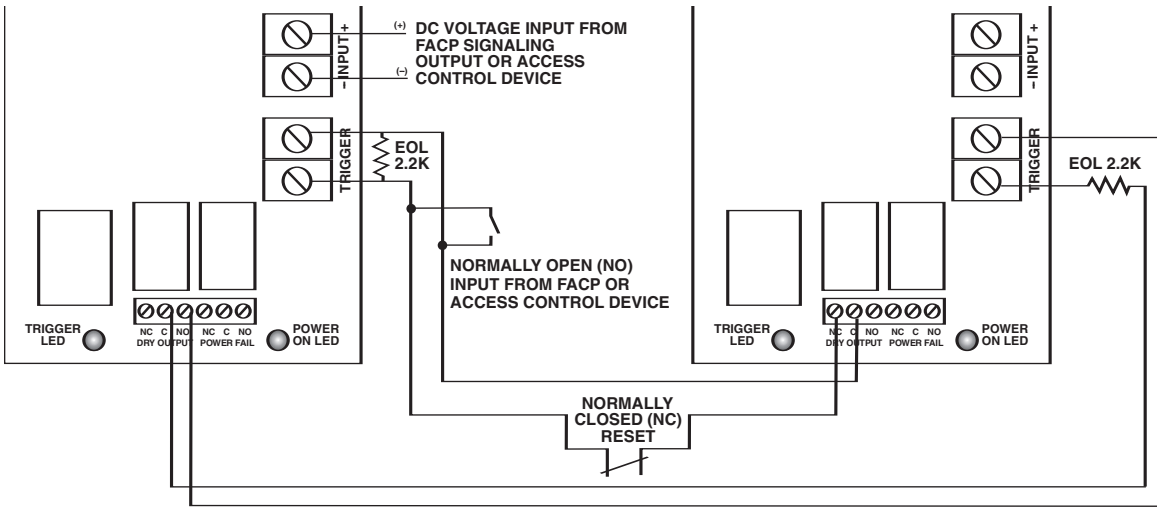 – INPUT +
(+) DC VOLTAGE INPUT FROM
FACP SIGNALING
OUTPUT OR ACCESS
(–) CONTROL DEVICE
TRIGGER
EOL
2.2K
NORMALLY OPEN (NO)
INPUT FROM FACP OR
ACCESS CONTROL DEVICE
TRIGGER
LED
NC C NO NC C NO
DRY OUTPUT POWER FAIL
POWER
ON LED
– INPUT +
TRIGGER
EOL 2.2K
TRIGGER
LED
NC C NO NC C NO
DRY OUTPUT POWER FAIL
POWER
ON LED
NORMALLY
CLOSED (NC)
RESET